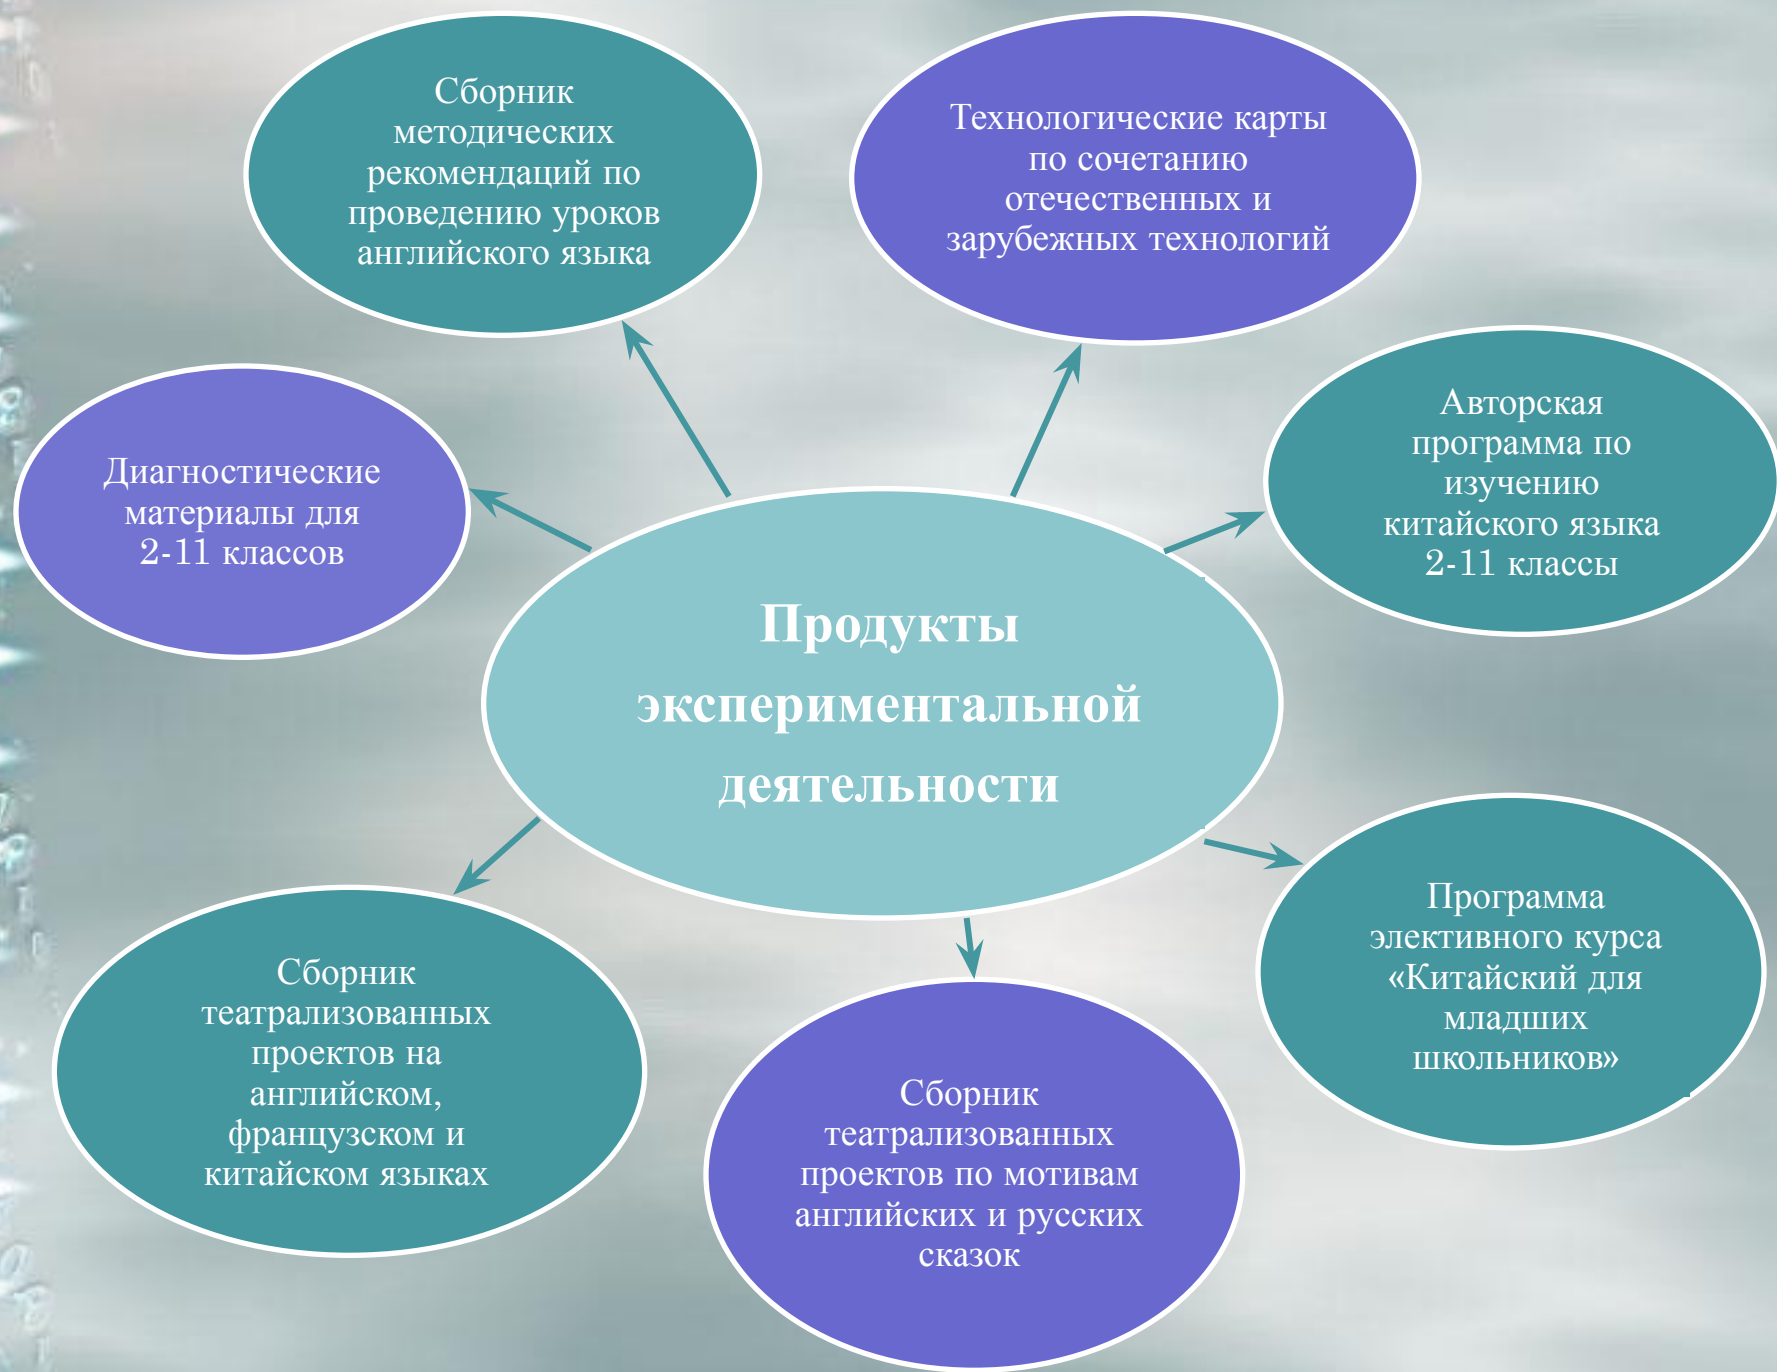 Сборник
методических
рекомендаций по
проведению уроков
английского языка
Технологические карты
по сочетанию
отечественных и
зарубежных технологий
Авторская
программа по
изучению
китайского языка
2-11 классы
Диагностические
материалы для
2-11 классов
Продукты
экспериментальной
деятельности
Программа
элективного курса
«Китайский для
младших
школьников»
Сборник
театрализованных
проектов на
английском,
французском и
китайском языках
Сборник
театрализованных
проектов по мотивам
английских и русских
сказок